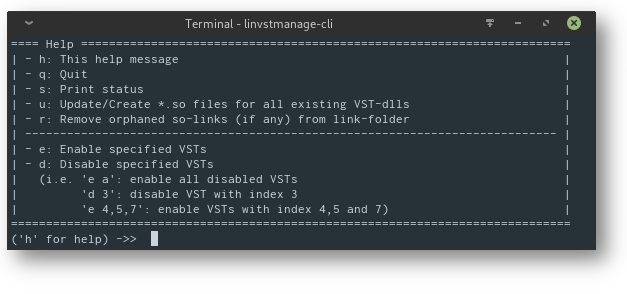 Terminal - linvstmanage-cli
==== Help ======================================================================
| - h: This help message |
| - q: Quit |
| - s: Print status |
| - u: Update/Create *.so files for all existing VST-dlls |
| - r: Remove orphaned so-links (if any) from link-folder |
| ---------------------------------------------------------------------------- |
| - e: Enable specified VSTs |
| - d: Disable specified VSTs |
| (i.e. 'e a': enable all disabled VSTs |
| 'd 3': disable VST with index 3 |
| 'e 4,5,7': enable VSTs with index 4,5 and 7) |
================================================================================
('h' for help) ->>